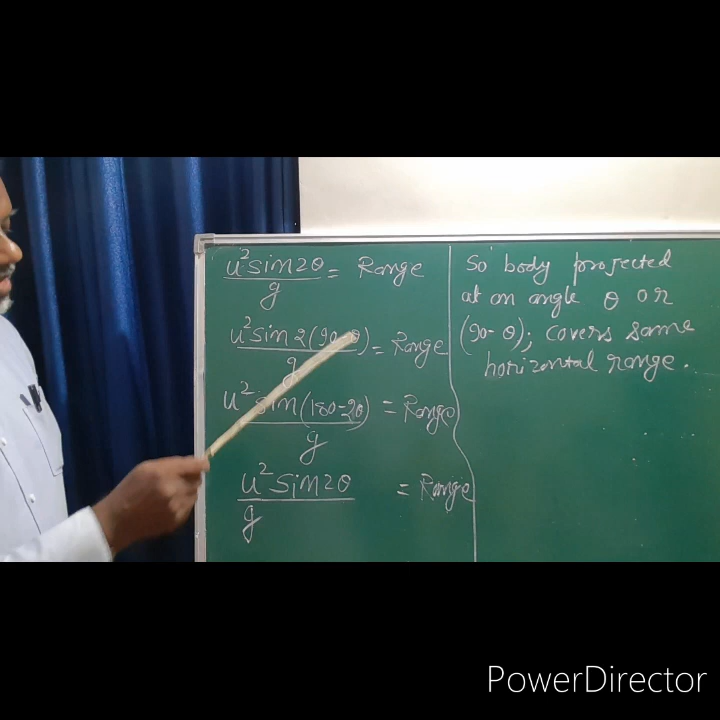 u²sin2θ/g = Range
u²sin2(90-θ)/g = Range
u²sin(180-2θ)/g = Range
u²sin2θ/g = Range
So body projected
at an angle θ or
(90-θ); covers same
horizontal range.
PowerDirector